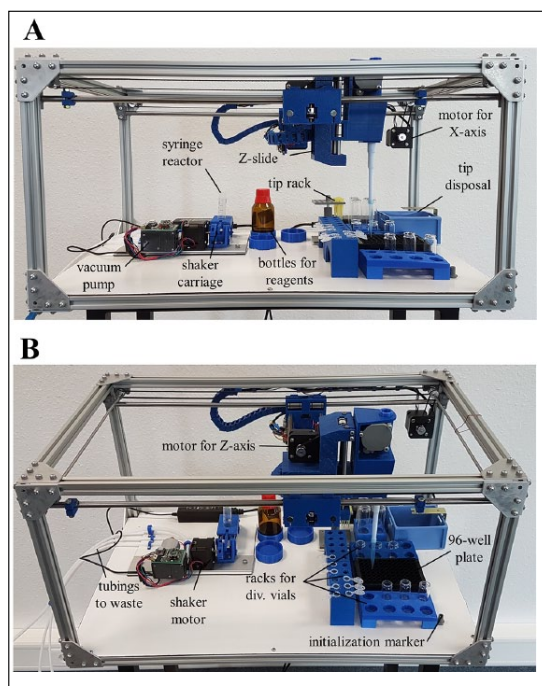 A
motor for
X-axis
syringe
reactor
Z-slide
tip rack
tip
disposal
vacuum
pump
shaker
carriage
bottles for
reagents
B
motor for Z-axis
96-well
plate
tubings
to waste
shaker
motor
racks for
div. vials
initialization marker